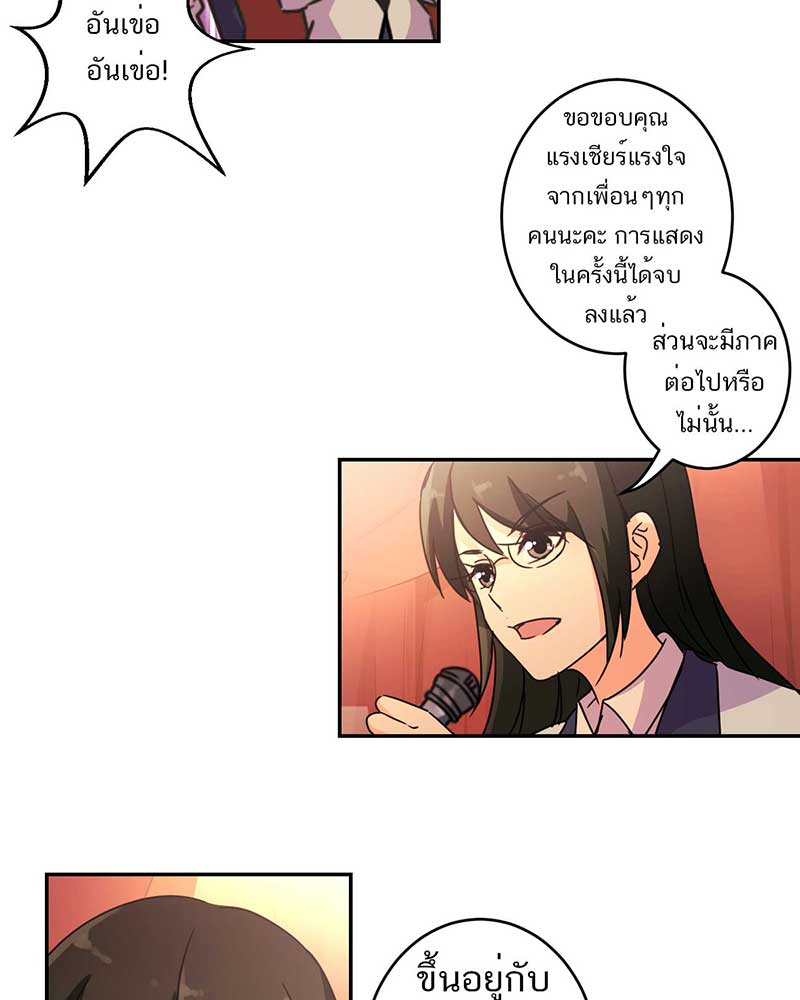 อันเข่อ
อันเข่อ!
ขอขอบคุณ
แรงเชียร์แรงใจ
จากเพื่อนๆทุก
คนนะคะ การแสดง
ในครั้งนี้ได้จบ
ลงแล้ว
ส่วนจะมีภาค
ต่อไปหรือ
ไม่นั้น...
ขึ้นอยู่กับ